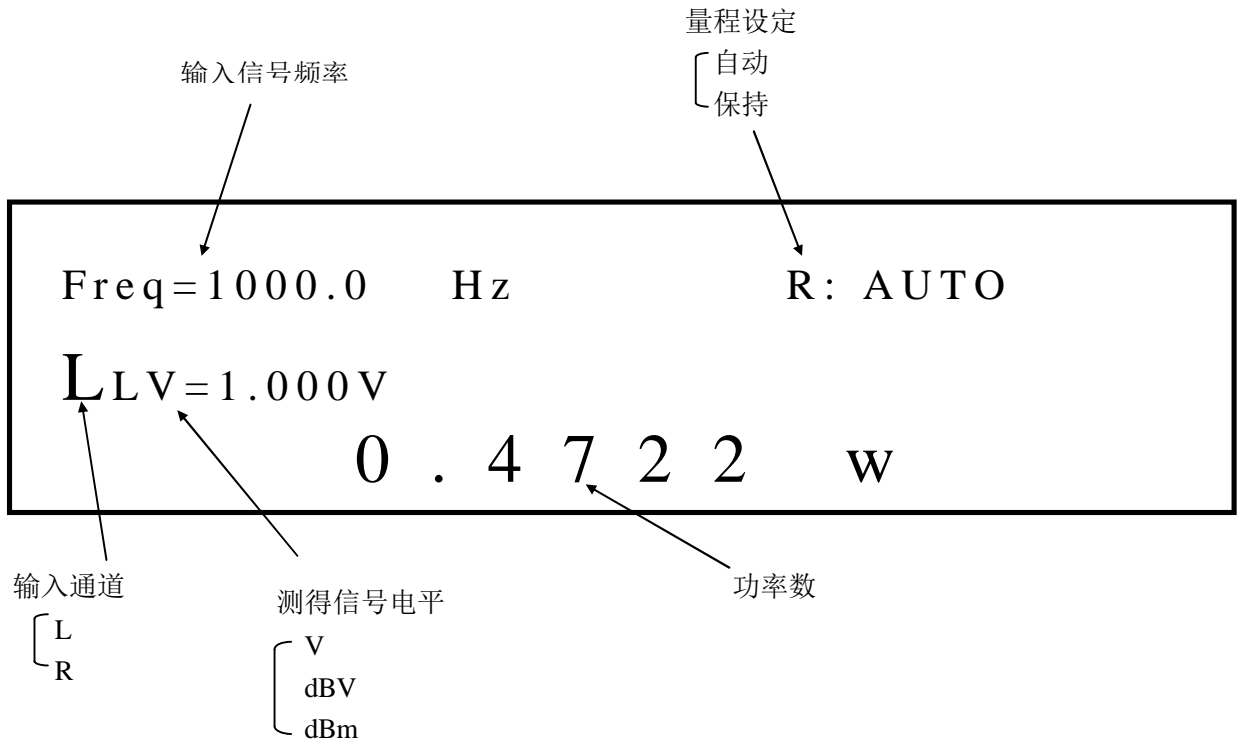 量程设定
自动
保持
输入信号频率
Freq=1000.0 Hz R: AUTO
LLV=1.000V
0.4722 w
输入通道
L
R
测得信号电平
V
dBV
dBm
功率数